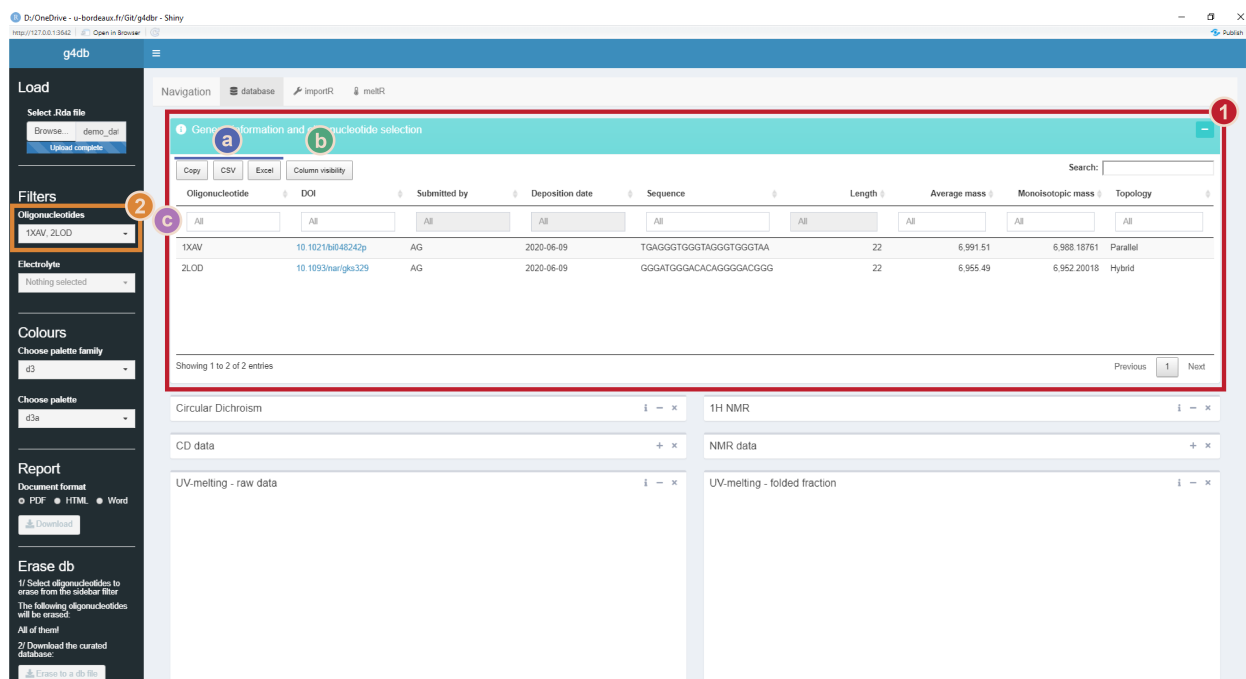 D:/OneDrive - u-bordeaux.fr/Git/g4dbr - Shiny
http://127.0.0.1:3642 Open in Browser Publish
g4db
Load
Select .Rda file
Browse... demo_dat
Upload complete
Filters
Oligonucleotides
1XAV, 2LOD
2
Electrolyte
Nothing selected
Colours
Choose palette family
d3
Choose palette
d3a
Report
Document format
PDF HTML Word
Download
Erase db
1/ Select oligonucleotides to
erase from the sidebar filter
The following oligonucleotides
will be erased:
All of them!
2/ Download the curated
database:
Erase to a db file
Navigation database importR meltR
1
General information and oligonucleotide selection
a b
Copy CSV Excel Column visibility Search:
Oligonucleotide DOI Submitted by Deposition date Sequence Length Average mass Monoisotopic mass Topology
c All All All All All All All All All
1XAV 10.1021/bi048242p AG 2020-06-09 TGAGGGTGGGTAGGGTGGGTAA 22 6,991.51 6,988.18761 Parallel
2LOD 10.1093/nar/gks329 AG 2020-06-09 GGGATGGGACACAGGGGACGGG 22 6,955.49 6,952.20018 Hybrid
Showing 1 to 2 of 2 entries Previous 1 Next
Circular Dichroism 1H NMR
CD data NMR data
UV-melting - raw data UV-melting - folded fraction